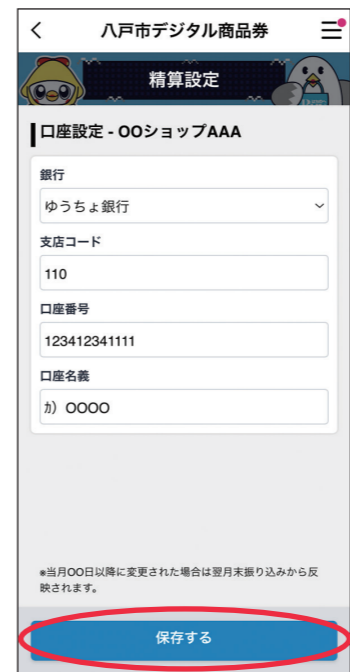 八戸市デジタル商品券
精算設定
口座設定 - OOショップAAA
銀行
ゆうちょ銀行
支店コード
110
口座番号
123412341111
口座名義
カ）OOOO
※当月OO日以降に変更された場合は翌月末振り込みから反
映されます。
保存する